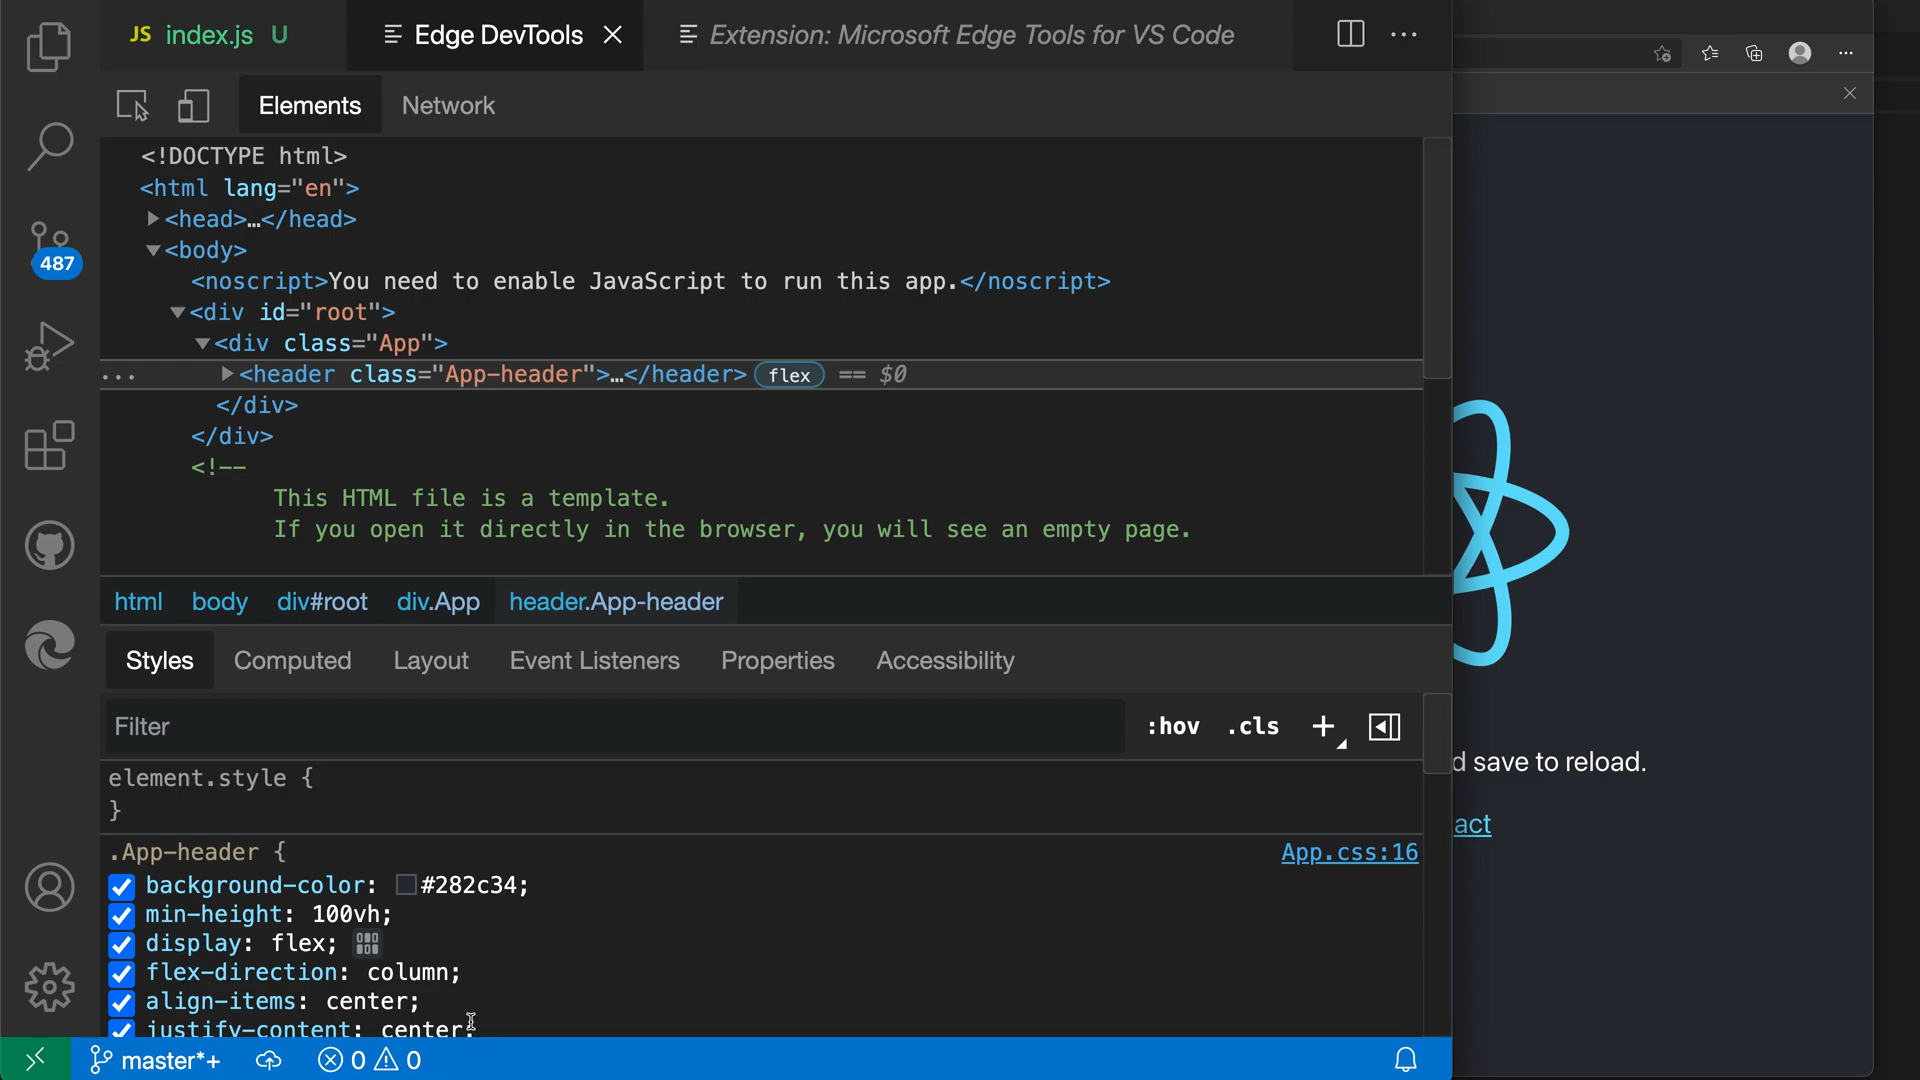 JS index.js U
Edge DevTools
Extension: Microsoft Edge Tools for VS Code
Elements
Network
<!DOCTYPE html>
<html lang="en">
<head>…</head>
<body>
<noscript>You need to enable JavaScript to run this app.</noscript>
<div id="root">
<div class="App">
<header class="App-header">…</header> flex == $0
</div>
</div>
<!--
This HTML file is a template.
If you open it directly in the browser, you will see an empty page.
html body div#root div.App header.App-header
Styles Computed Layout Event Listeners Properties Accessibility
Filter
:hov .cls
element.style {
}
.App-header {
App.css:16
background-color: #282c34;
min-height: 100vh;
display: flex;
flex-direction: column;
align-items: center;
justify-content: center;
487
master*+
0 0
d save to reload.
act